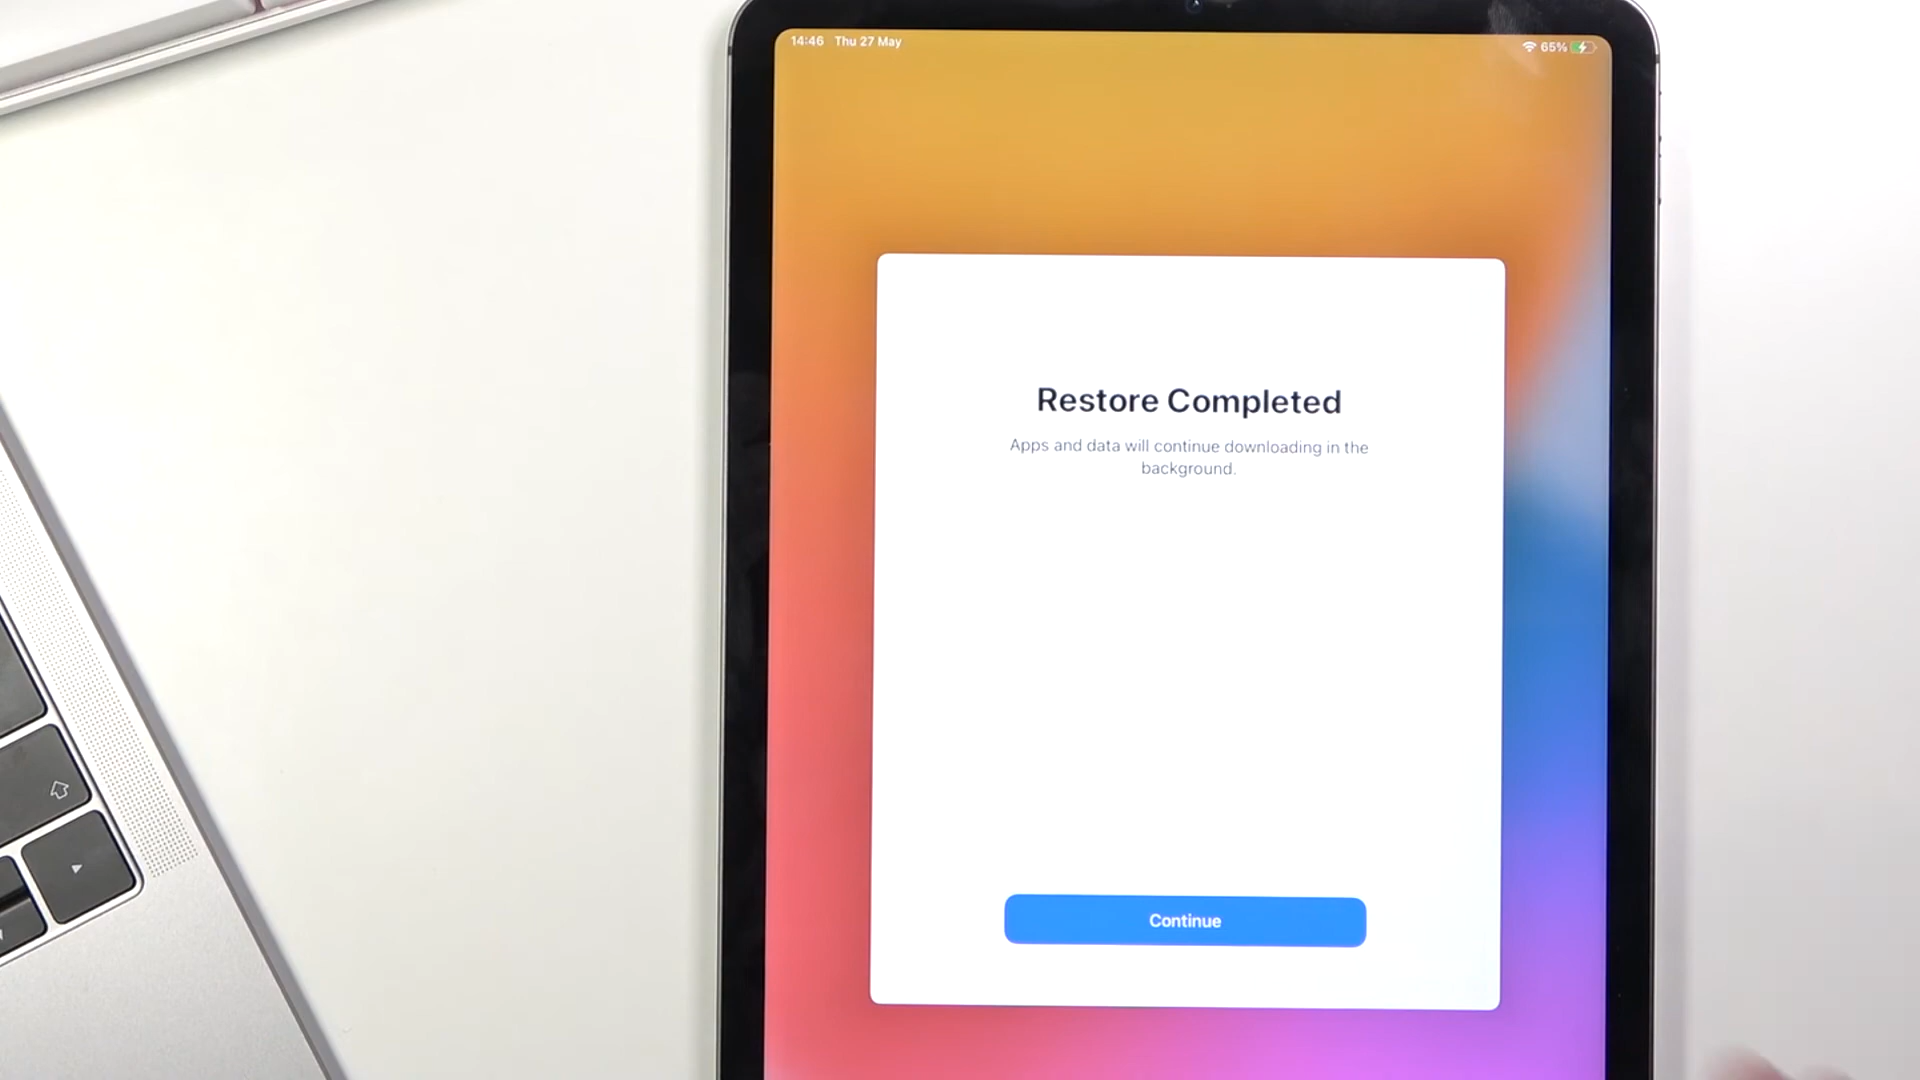 14:46 Thu 27 May
65%
Restore Completed
Apps and data will continue downloading in the
background.
Continue